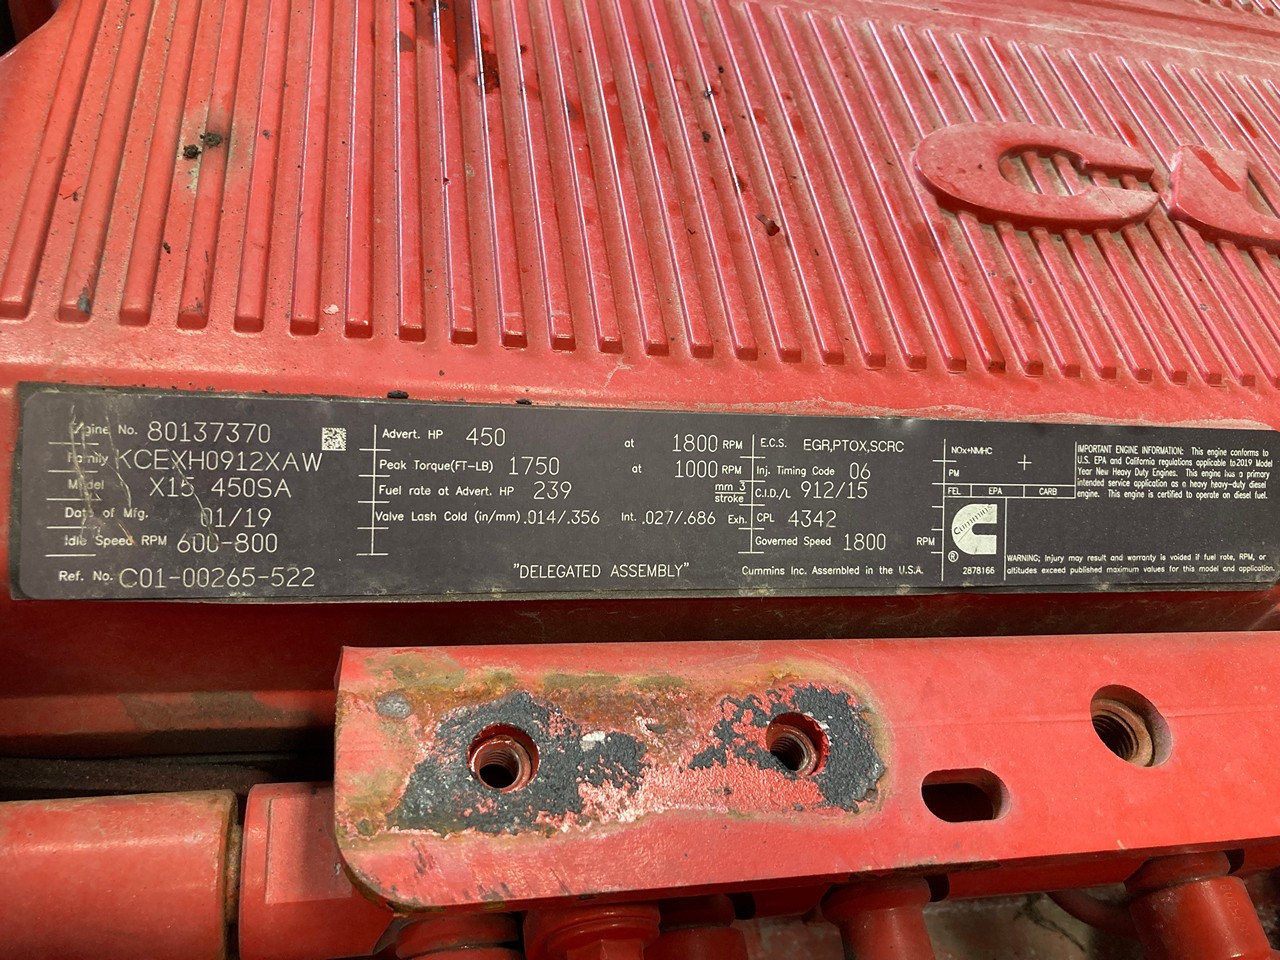 Engine No. 80137370
Family KCEXH0912XAW
Model X15 450SA
Date of Mfg. 01/19
Idle Speed RPM 600-800
Ref. No. C01-00265-522
Advert. HP 450 at 1800 RPM
Peak Torque(FT-LB) 1750 at 1000 RPM
Fuel rate at Advert. HP 239 mm 3 stroke
Valve Lash Cold (in/mm) .014/.356 Int. .027/.686 Exh.
"DELEGATED ASSEMBLY"
E.C.S. EGR,PTOX,SCRC
Inj. Timing Code 06
C.I.D./L 912/15
CPL 4342
Governed Speed 1800 RPM
Cummins Inc. Assembled in the U.S.A.
NOx+NMHC
PM
FEL EPA CARB
IMPORTANT ENGINE INFORMATION: This engine conforms to
U.S. EPA and California regulations applicable to 2019 Model
Year New Heavy Duty Engines. This engine has a primary
intended service application as a heavy heavy-duty diesel
engine. This engine is certified to operate on diesel fuel.
Cummins
® 2878166
WARNING: Injury may result and warranty is voided if fuel rate, RPM, or
altitudes exceed published maximum values for this model and application.